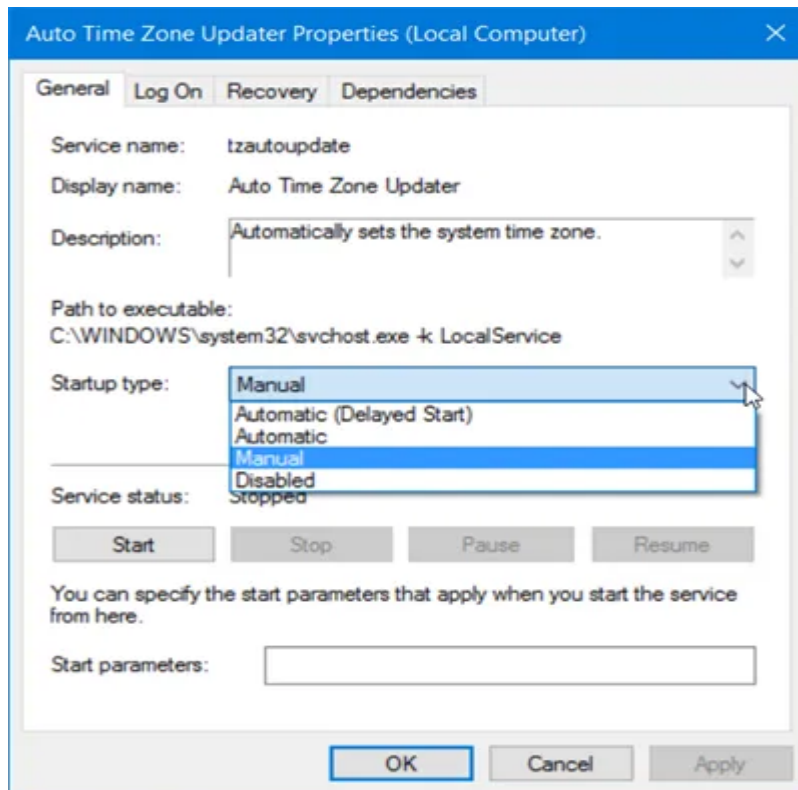 Auto Time Zone Updater Properties (Local Computer)
General Log On Recovery Dependencies
Service name: tzautoupdate
Display name: Auto Time Zone Updater
Description: Automatically sets the system time zone.
Path to executable:
C:\WINDOWS\system32\svchost.exe -k LocalService
Startup type: Manual
Automatic (Delayed Start)
Automatic
Manual
Disabled
Service status: Stopped
Start Stop Pause Resume
You can specify the start parameters that apply when you start the service
from here.
Start parameters:
OK Cancel Apply